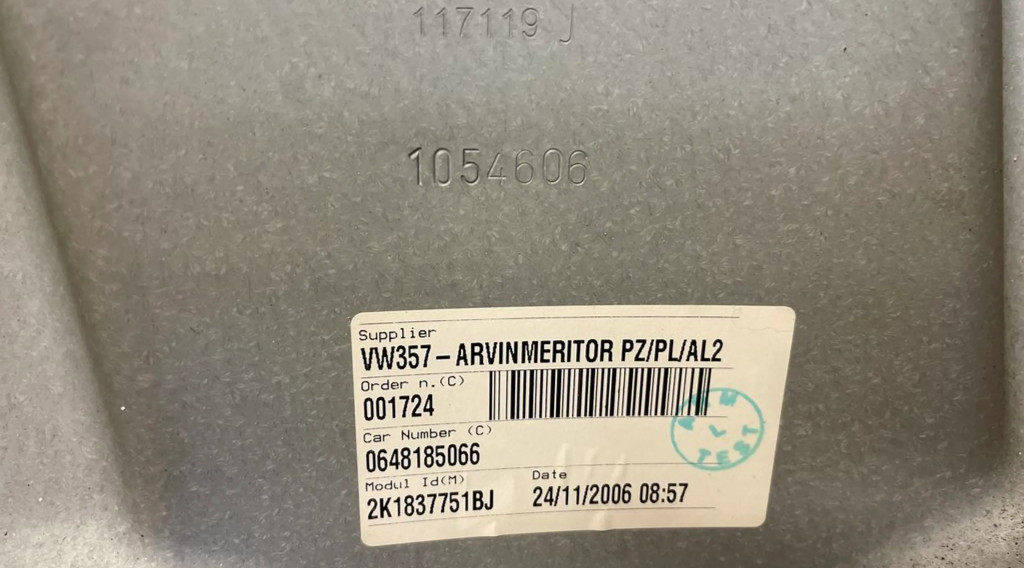 117119 J
1054606
Supplier
VW357 – ARVINMERITOR PZ/PL/AL2
Order n.(C)
001724
Car Number (C)
0648185066
Modul Id(M)
2K1837751BJ
Date
24/11/2006 08:57
A M
L
TEST